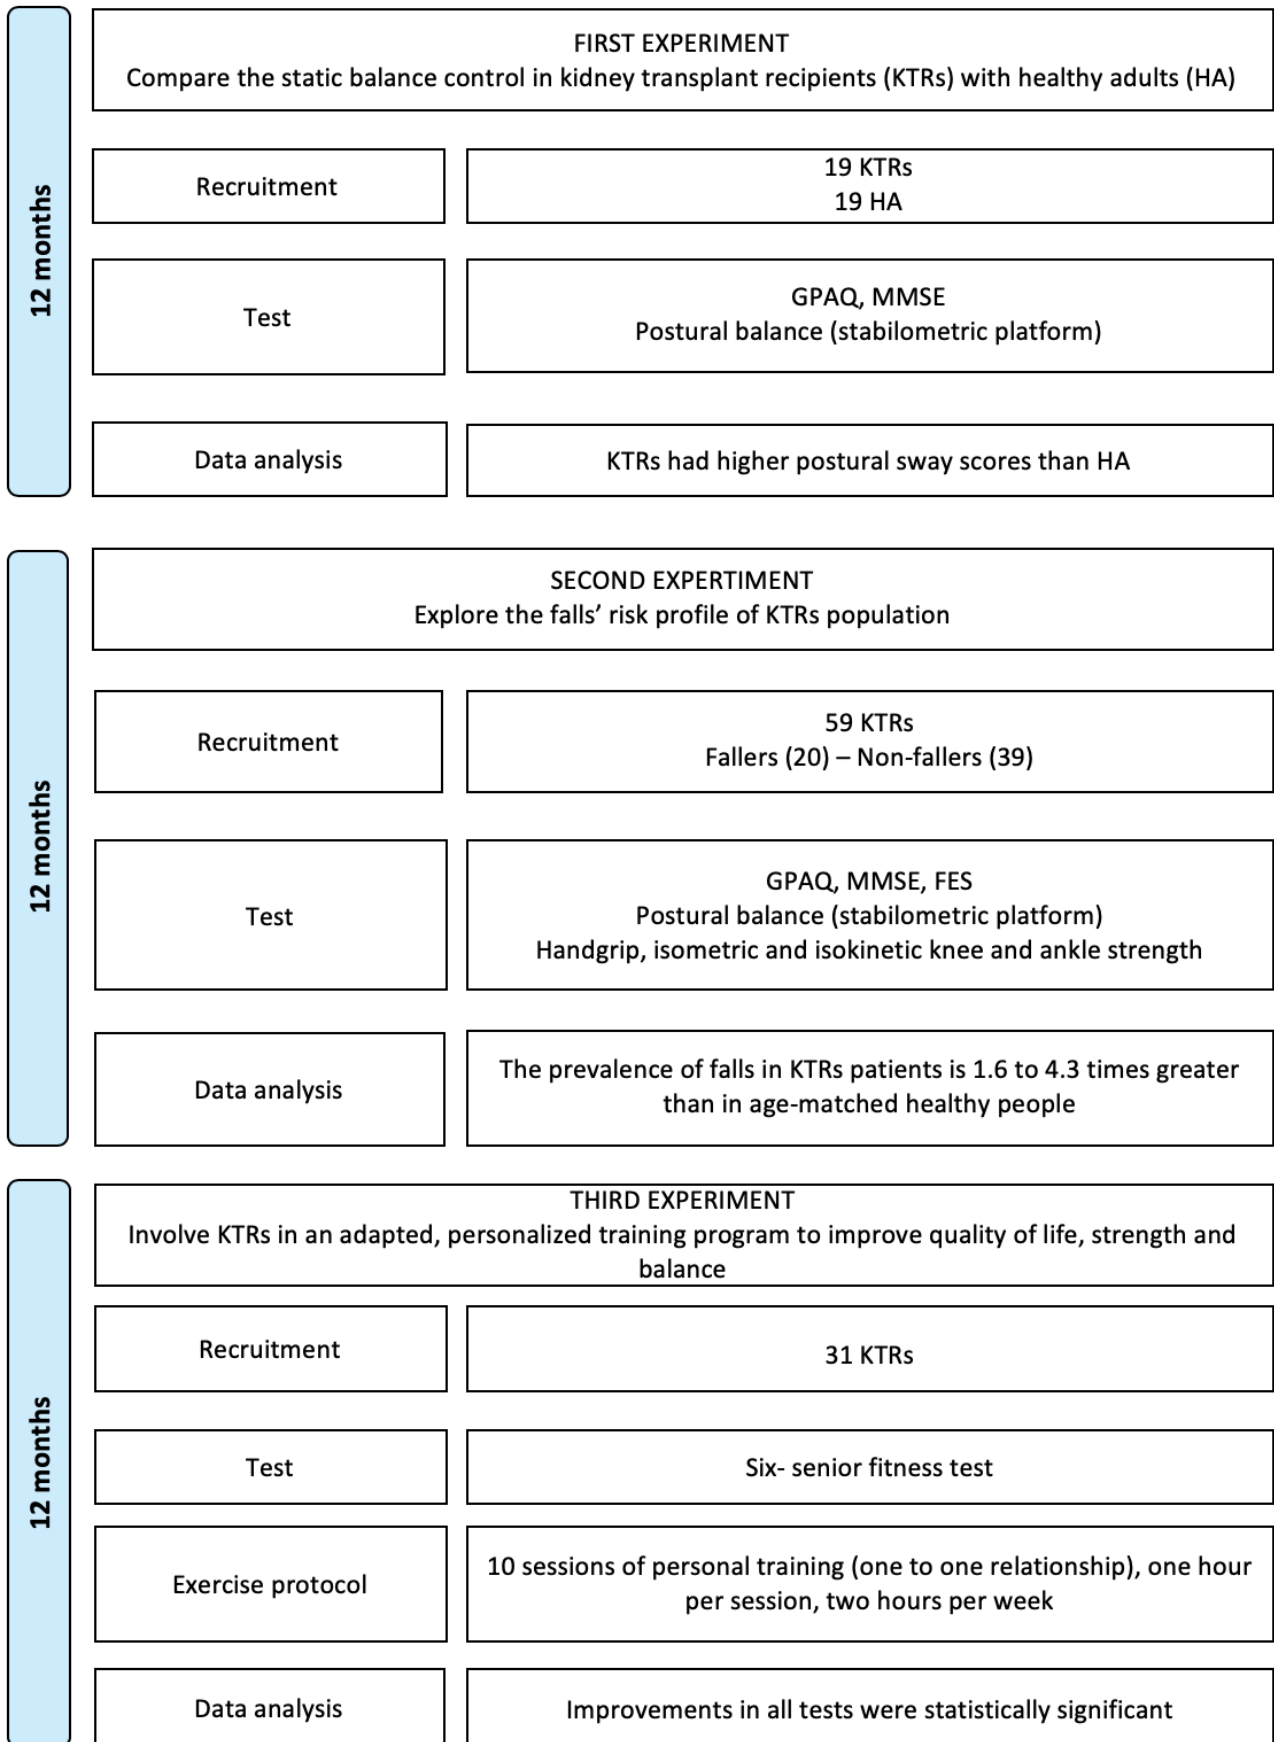 12 months
FIRST EXPERIMENT
Compare the static balance control in kidney transplant recipients (KTRs) with healthy adults (HA)
Recruitment
19 KTRs
19 HA
Test
GPAQ, MMSE
Postural balance (stabilometric platform)
Data analysis
KTRs had higher postural sway scores than HA
12 months
SECOND EXPERTIMENT
Explore the falls’ risk profile of KTRs population
Recruitment
59 KTRs
Fallers (20) – Non-fallers (39)
Test
GPAQ, MMSE, FES
Postural balance (stabilometric platform)
Handgrip, isometric and isokinetic knee and ankle strength
Data analysis
The prevalence of falls in KTRs patients is 1.6 to 4.3 times greater
than in age-matched healthy people
12 months
THIRD EXPERIMENT
Involve KTRs in an adapted, personalized training program to improve quality of life, strength and
balance
Recruitment
31 KTRs
Test
Six- senior fitness test
Exercise protocol
10 sessions of personal training (one to one relationship), one hour
per session, two hours per week
Data analysis
Improvements in all tests were statistically significant